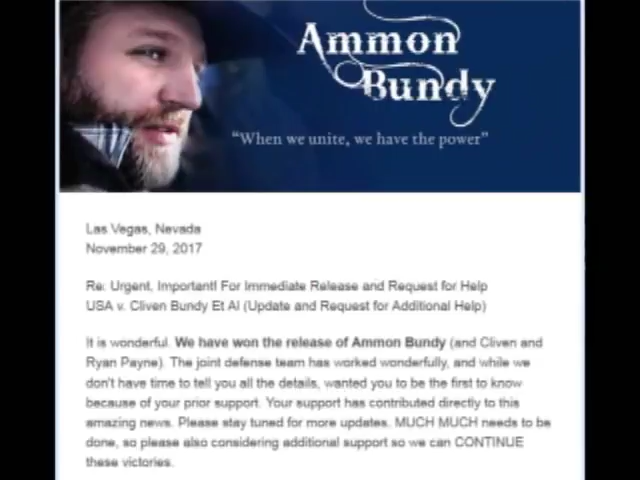 Ammon
Bundy
"When we unite, we have the power"
Las Vegas, Nevada
November 29, 2017
Re: Urgent, Important! For Immediate Release and Request for Help
USA v. Cliven Bundy Et Al (Update and Request for Additional Help)
It is wonderful. We have won the release of Ammon Bundy (and Cliven and
Ryan Payne). The joint defense team has worked wonderfully, and while we
don't have time to tell you all the details, wanted you to be the first to know
because of your prior support. Your support has contributed directly to this
amazing news. Please stay tuned for more updates. MUCH MUCH needs to be
done, so please also considering additional support so we can CONTINUE
these victories.